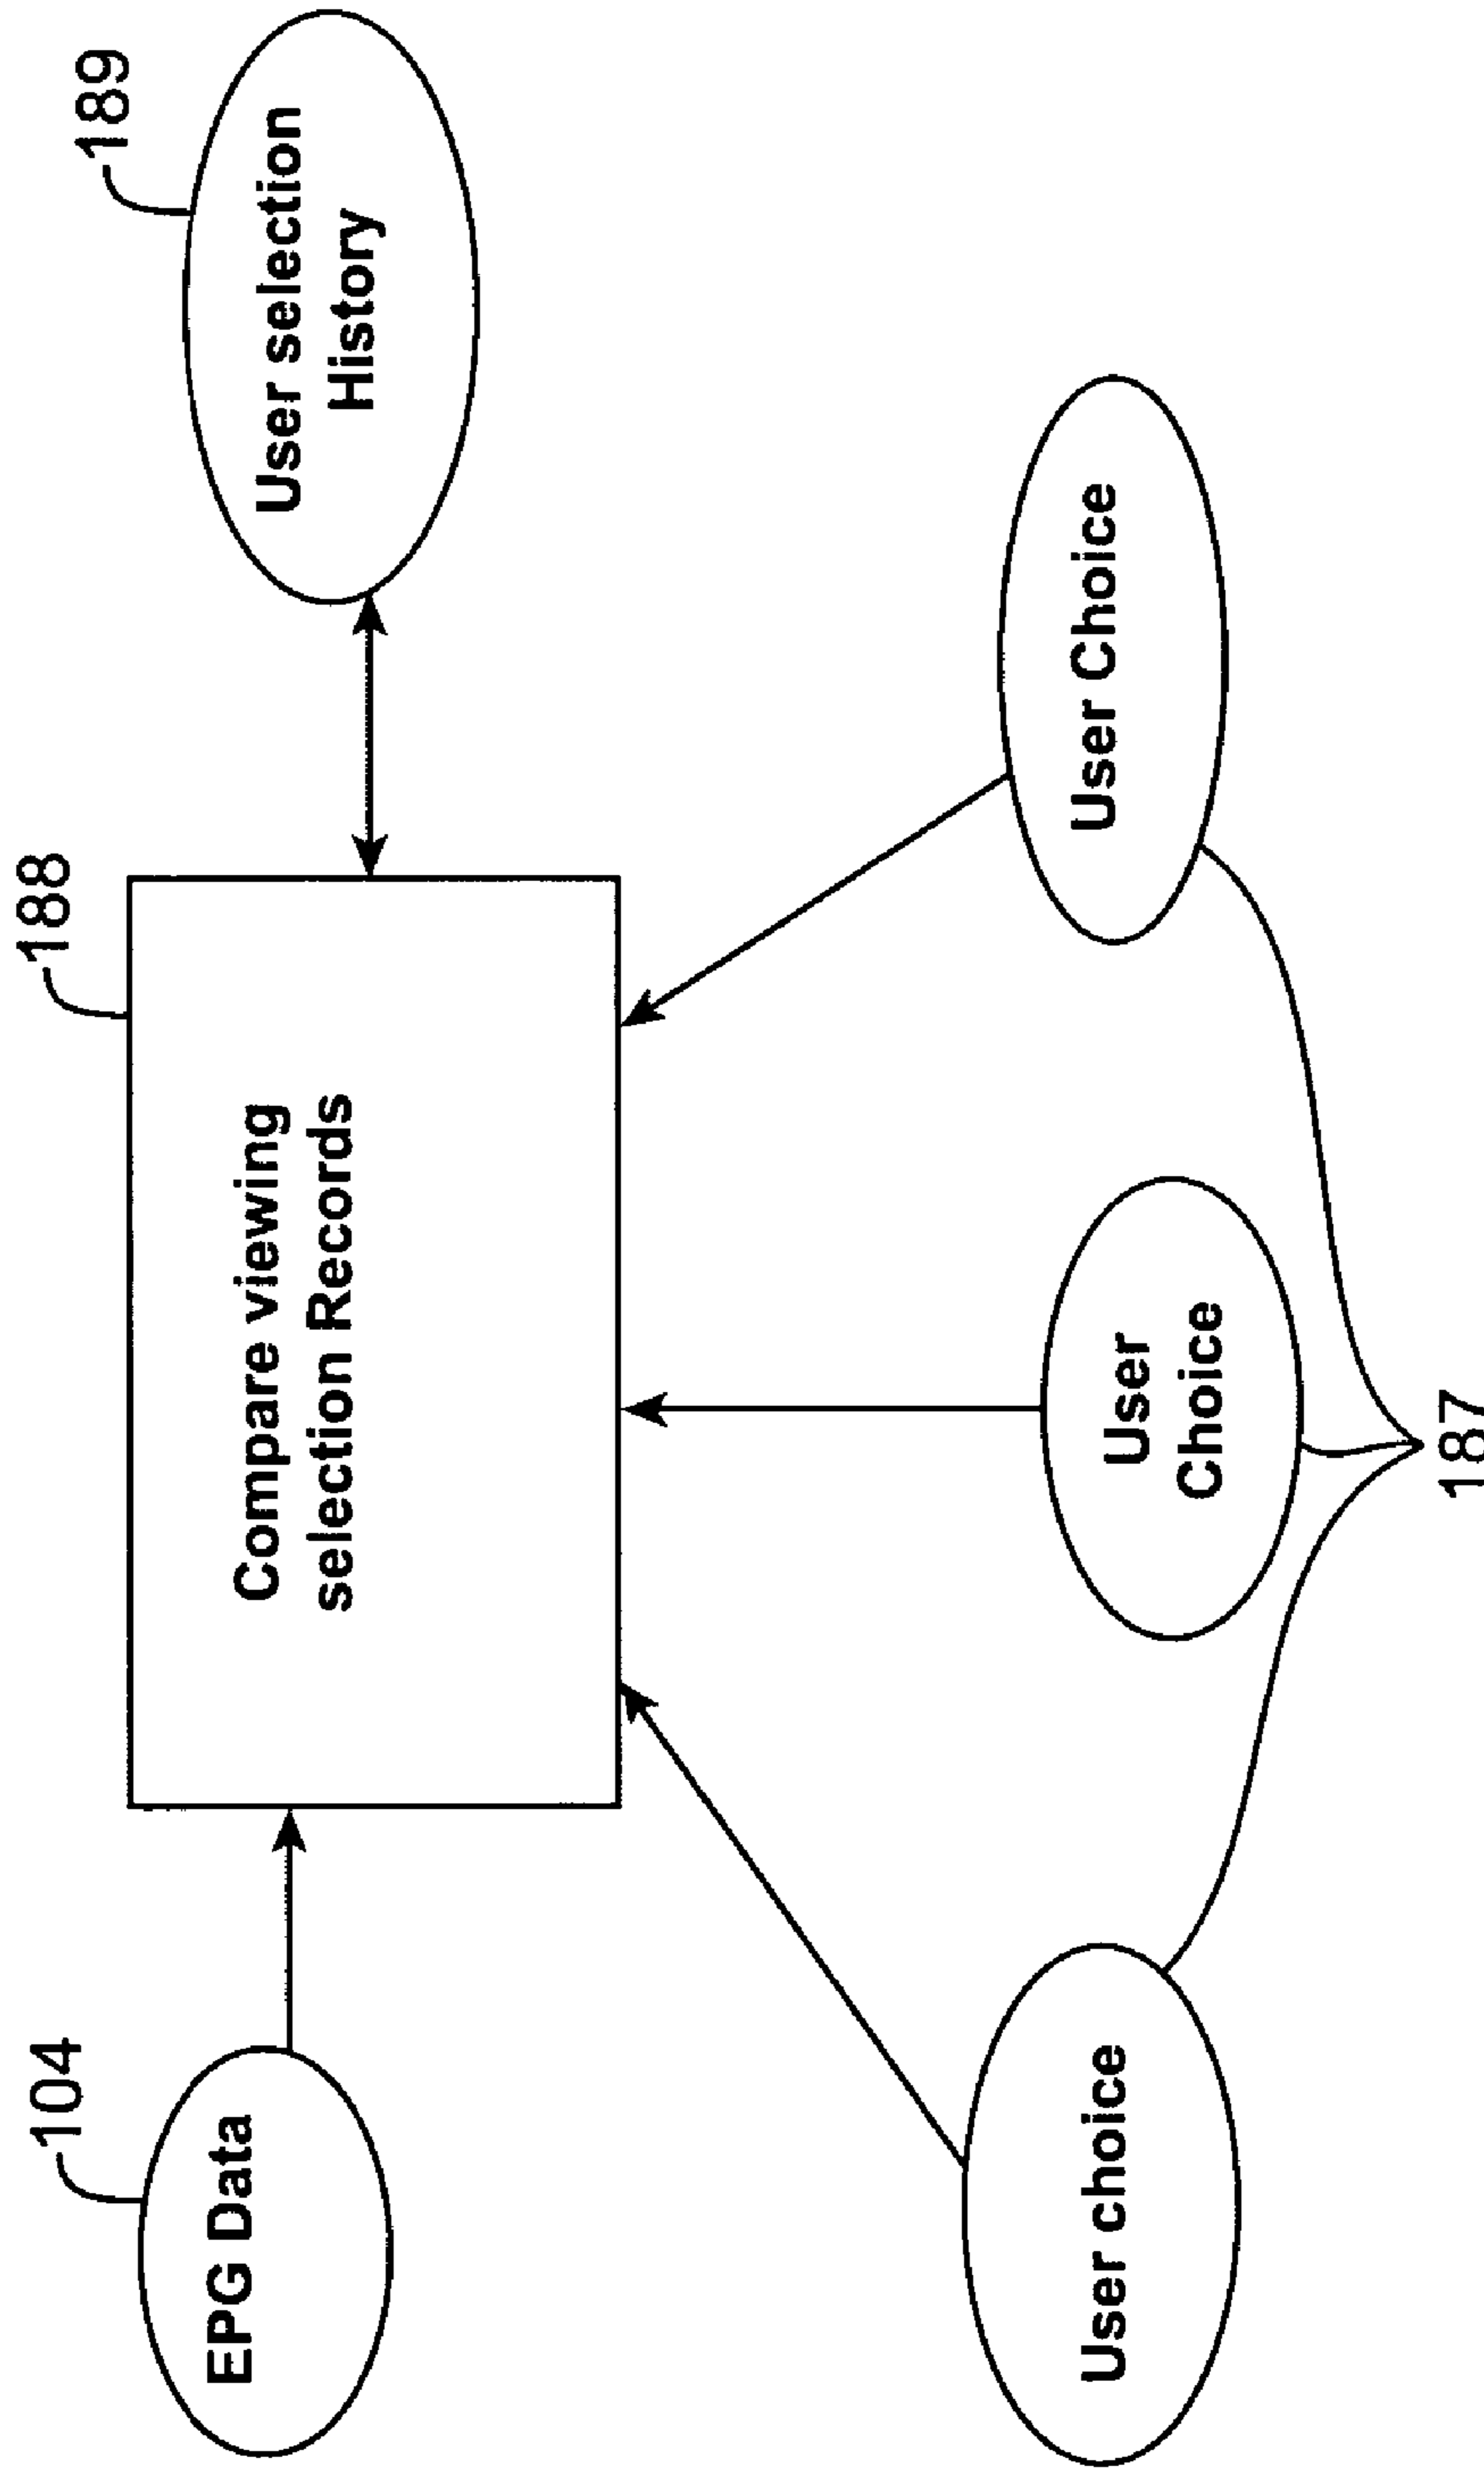 104
EPG Data
188
Compare viewing
selection Records
189
User selection
History
User choice
User
Choice
User Choice
187